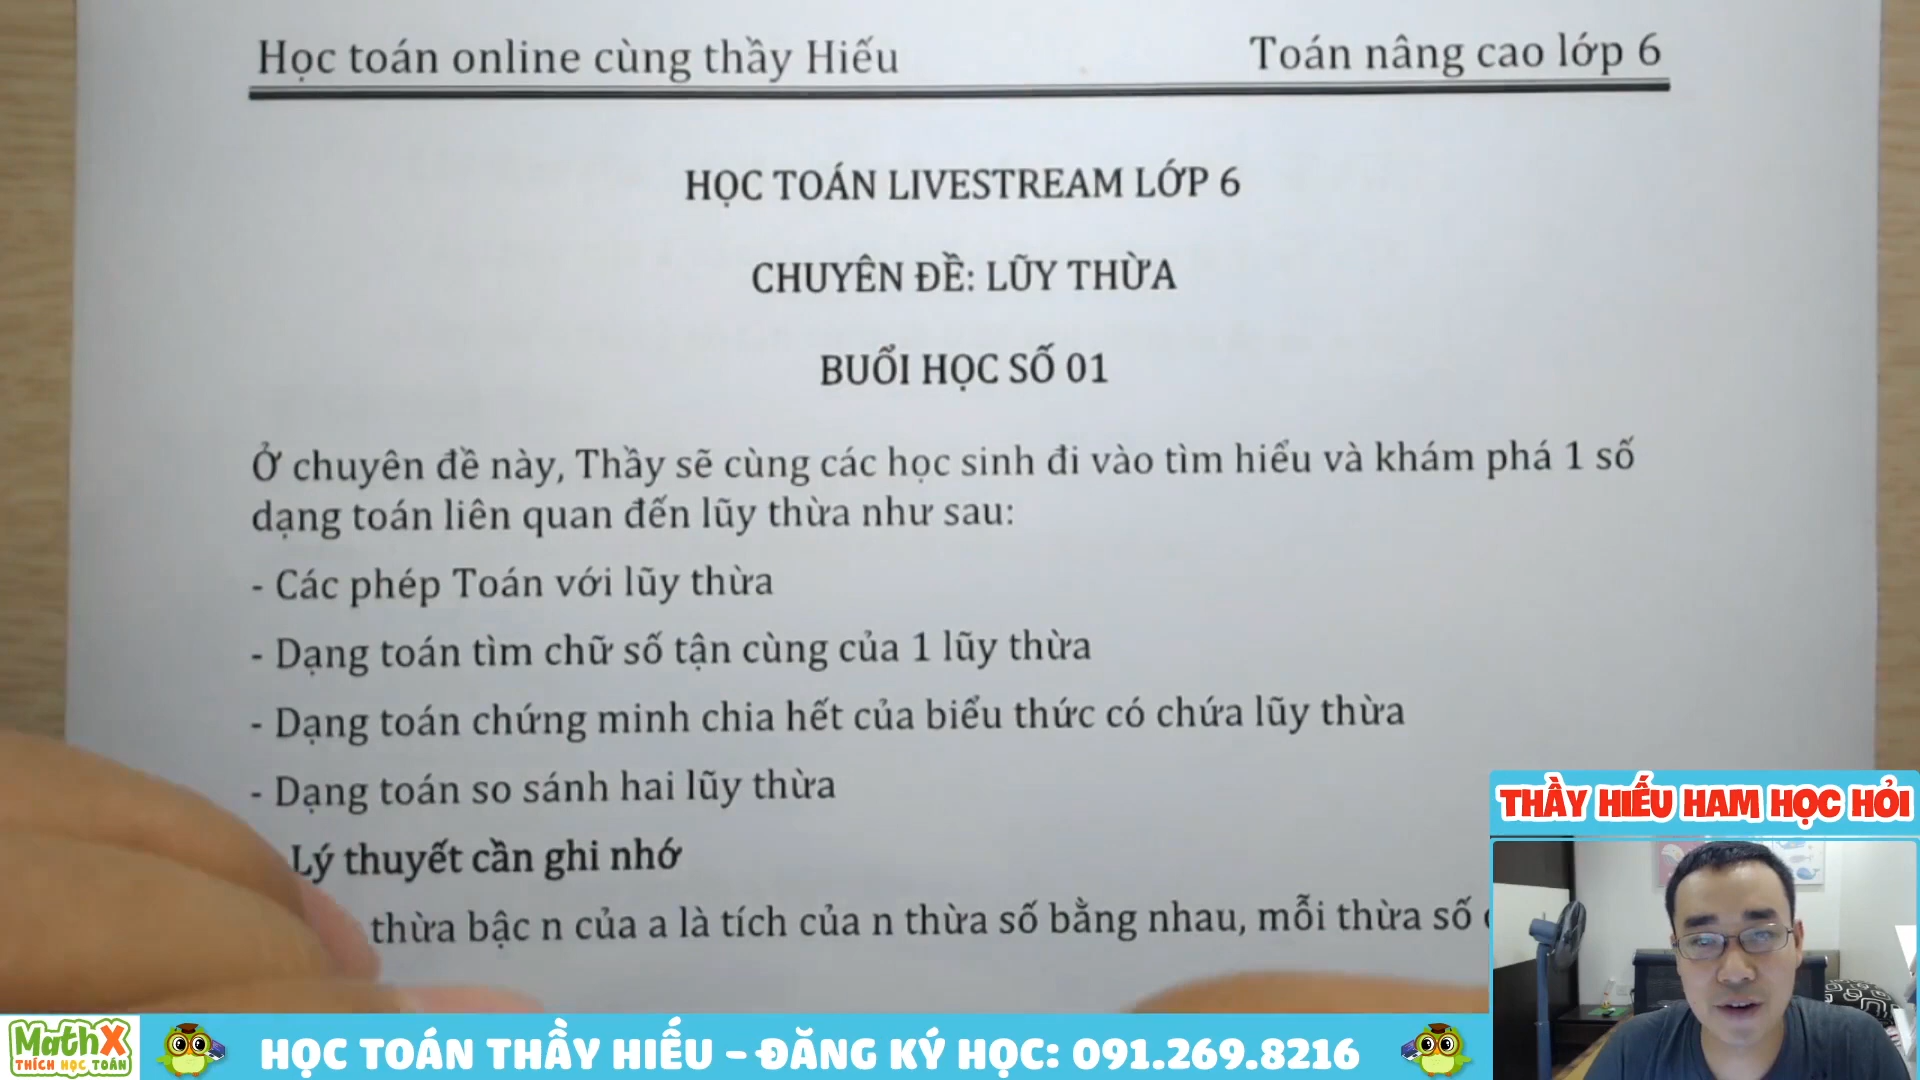 Học toán online cùng thầy Hiếu
Toán nâng cao lớp 6
HỌC TOÁN LIVESTREAM LỚP 6
CHUYÊN ĐỀ: LŨY THỪA
BUỔI HỌC SỐ 01
Ở chuyên đề này, Thầy sẽ cùng các học sinh đi vào tìm hiểu và khám phá 1 số
dạng toán liên quan đến lũy thừa như sau:
- Các phép Toán với lũy thừa
- Dạng toán tìm chữ số tận cùng của 1 lũy thừa
- Dạng toán chứng minh chia hết của biểu thức có chứa lũy thừa
- Dạng toán so sánh hai lũy thừa
Lý thuyết cần ghi nhớ
thừa bậc n của a là tích của n thừa số bằng nhau, mỗi thừa số
THẦY HIẾU HAM HỌC HỎI
MathX
THÍCH HỌC TOÁN
HỌC TOÁN THẦY HIẾU - ĐĂNG KÝ HỌC: 091.269.8216